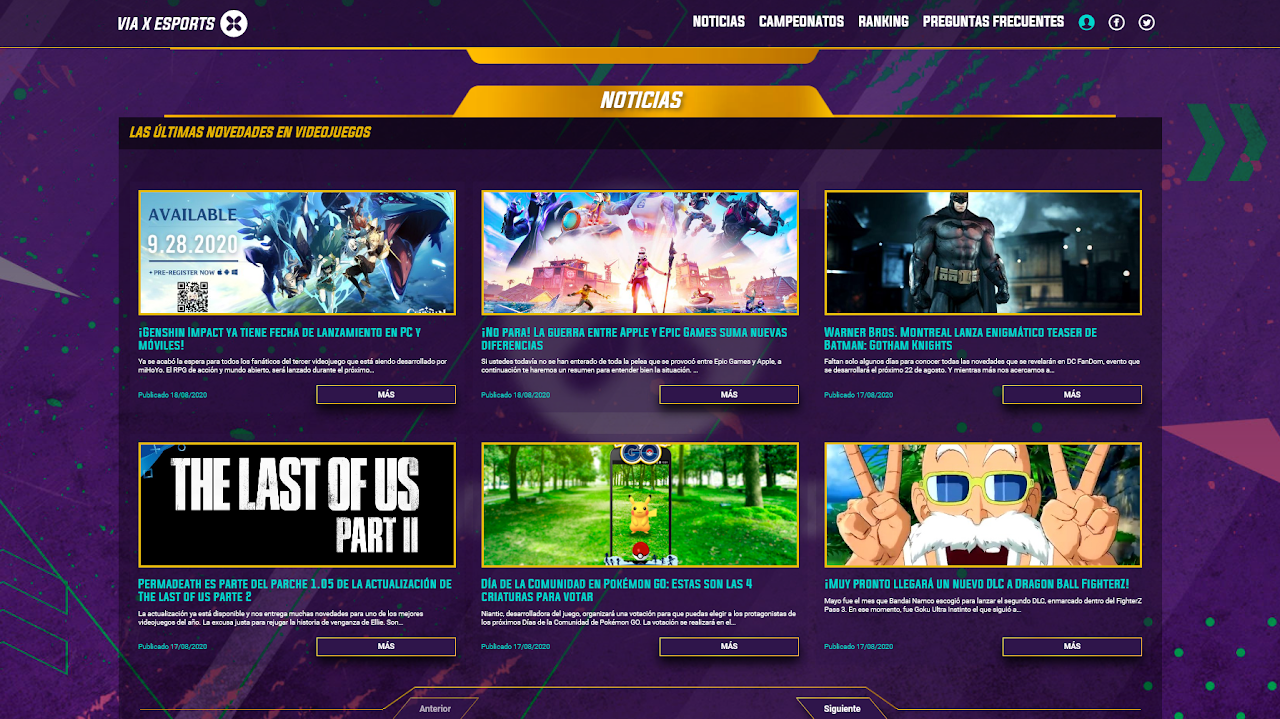 VIA X ESPORTS
NOTICIAS CAMPEONATOS RANKING PREGUNTAS FRECUENTES
NOTICIAS
LAS ÚLTIMAS NOVEDADES EN VIDEOJUEGOS
AVAILABLE
9.28.2020
• PRE-REGISTER NOW
Genshin
¡Genshin Impact ya tiene fecha de lanzamiento en PC y
móviles!
Ya se acabó la espera para todos los fanáticos del tercer videojuego que está siendo desarrollado por
miHoYo. El RPG de acción y mundo abierto, será lanzado durante el próximo...
Publicado 18/08/2020
MÁS
¡No para! La guerra entre Apple y Epic Games suma nuevas
diferencias
Si ustedes todavía no se han enterado de toda la pelea que se provocó entre Epic Games y Apple, a
continuación te haremos un resumen para entender bien la situación. ...
Publicado 18/08/2020
MÁS
Warner Bros. Montreal lanza enigmático teaser de
Batman: Gotham Knights
Faltan solo algunos días para conocer todas las novedades que se revelarán en DC FanDom, evento que
se desarrollará el próximo 22 de agosto. Y mientras más nos acercamos a...
Publicado 17/08/2020
MÁS
THE LAST OF US
PART II
Permadeath es parte del parche 1.05 de la actualización de
The Last of us Parte 2
La actualización ya está disponible y nos entrega muchas novedades para uno de los mejores
videojuegos del año. La excusa justa para rejugar la historia de venganza de Ellie. Son...
Publicado 17/08/2020
MÁS
GO
Día de la Comunidad en Pokémon GO: Estas son las 4
criaturas para votar
Niantic, desarrolladora del juego, organizará una votación para que puedas elegir a los protagonistas de
los próximos Días de la Comunidad de Pokémon GO. La votación se realizará en el...
Publicado 17/08/2020
MÁS
¡Muy pronto llegará un nuevo DLC a Dragon Ball FighterZ!
Mayo fue el mes que Bandai Namco escogió para lanzar el segundo DLC, enmarcado dentro del FighterZ
Pass 3. En ese momento, fue Goku Ultra Instinto el que siguió a...
Publicado 17/08/2020
MÁS
Anterior
Siguiente